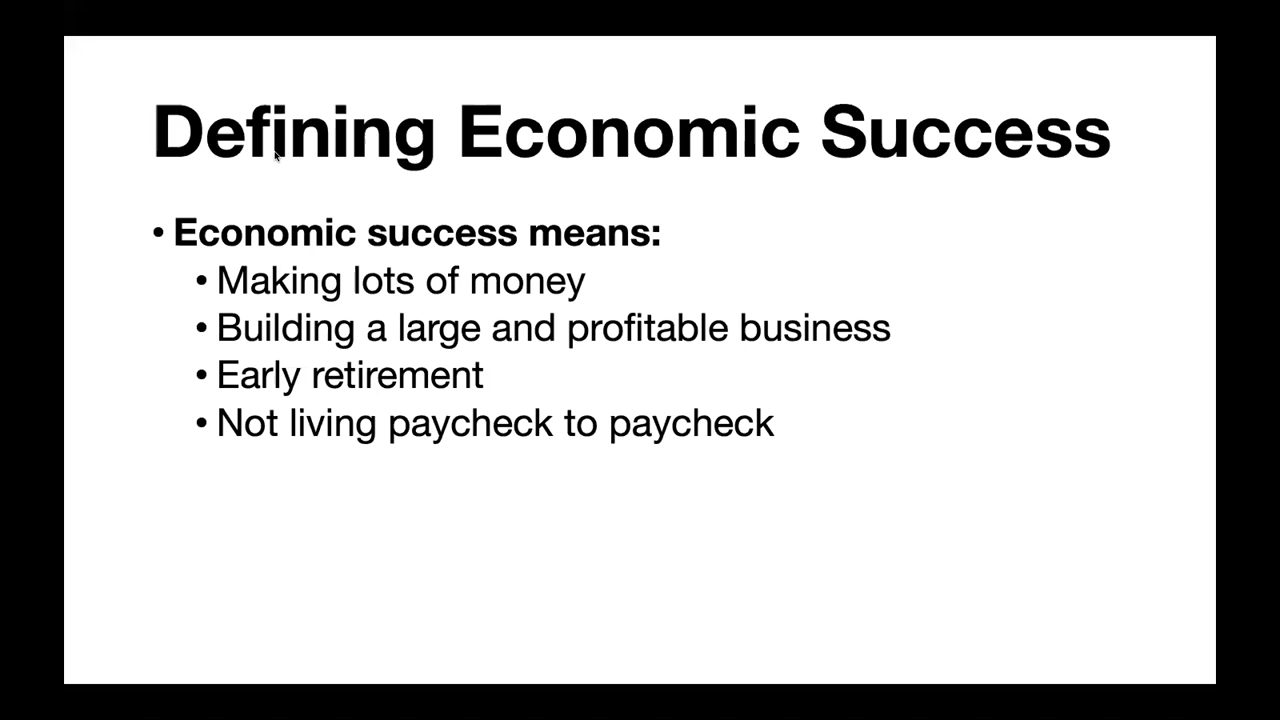 Defining Economic Success
• Economic success means:
• Making lots of money
• Building a large and profitable business
• Early retirement
• Not living paycheck to paycheck